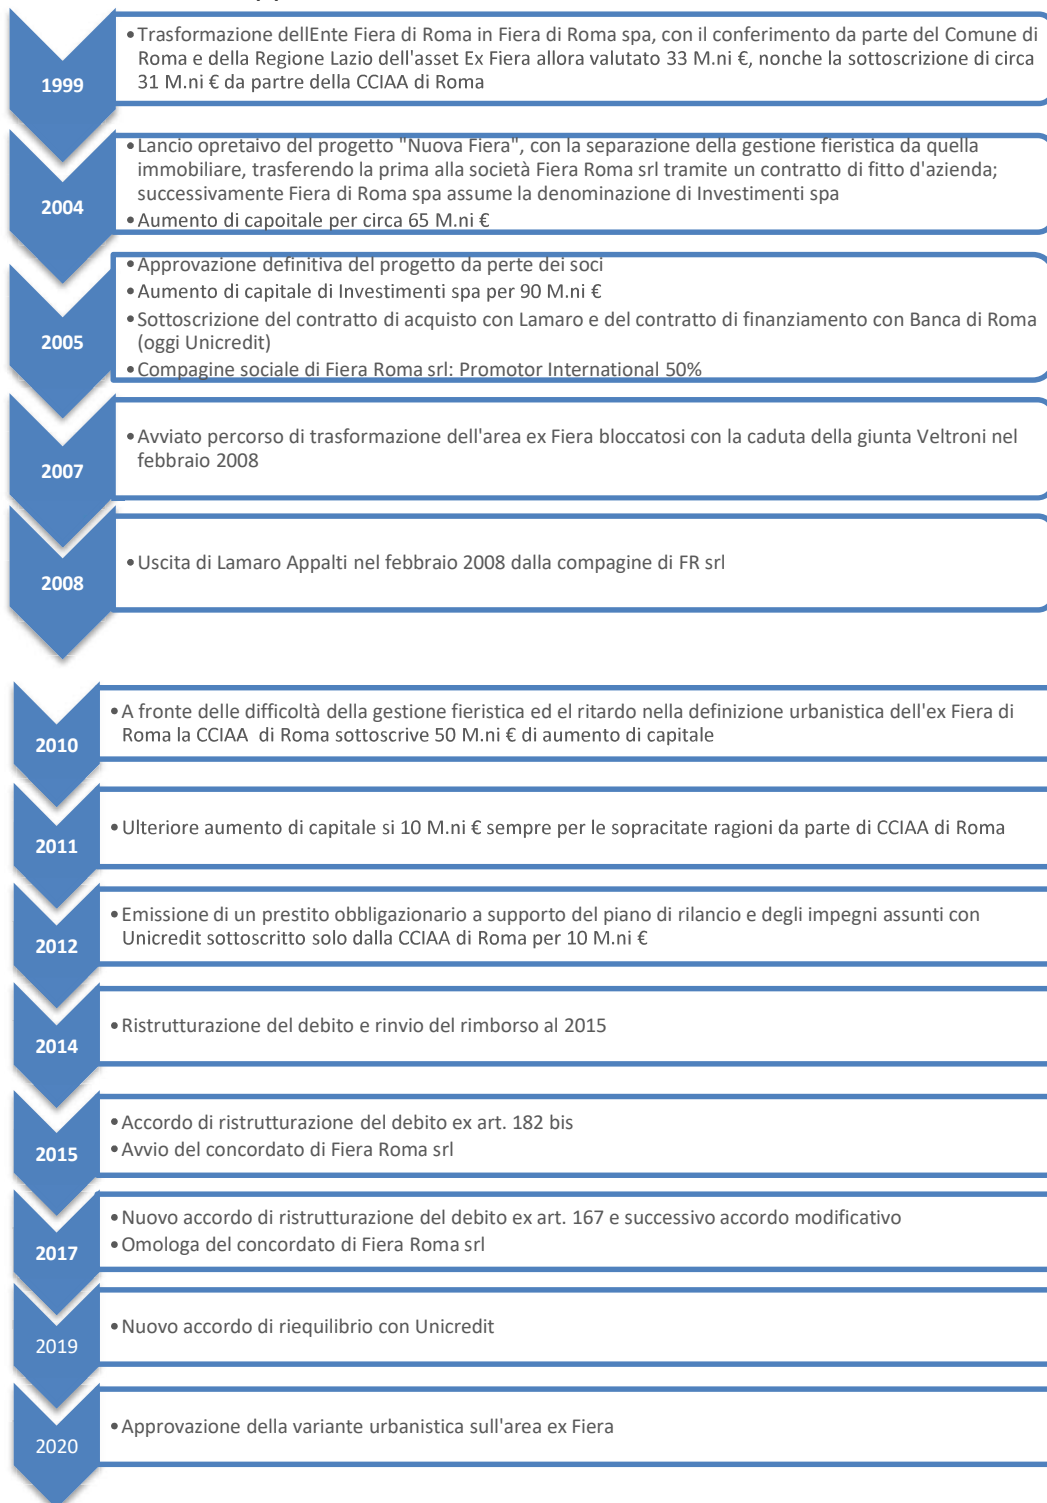 1999
•Trasformazione dellEnte Fiera di Roma in Fiera di Roma spa, con il conferimento da parte del Comune di
Roma e della Regione Lazio dell'asset Ex Fiera allora valutato 33 M.ni €, nonche la sottoscrizione di circa
31 M.ni € da partre della CCIAA di Roma
2004
•Lancio opretaivo del progetto "Nuova Fiera", con la separazione della gestione fieristica da quella
immobiliare, trasferendo la prima alla società Fiera Roma srl tramite un contratto di fitto d'azienda;
successivamente Fiera di Roma spa assume la denominazione di Investimenti spa
•Aumento di capoitale per circa 65 M.ni €
2005
•Approvazione definitiva del progetto da perte dei soci
•Aumento di capitale di Investimenti spa per 90 M.ni €
•Sottoscrizione del contratto di acquisto con Lamaro e del contratto di finanziamento con Banca di Roma
(oggi Unicredit)
•Compagine sociale di Fiera Roma srl: Promotor International 50%
2007
•Avviato percorso di trasformazione dell'area ex Fiera bloccatosi con la caduta della giunta Veltroni nel
febbraio 2008
2008
•Uscita di Lamaro Appalti nel febbraio 2008 dalla compagine di FR srl
2010
•A fronte delle difficoltà della gestione fieristica ed el ritardo nella definizione urbanistica dell'ex Fiera di
Roma la CCIAA di Roma sottoscrive 50 M.ni € di aumento di capitale
2011
•Ulteriore aumento di capitale si 10 M.ni € sempre per le sopracitate ragioni da parte di CCIAA di Roma
2012
•Emissione di un prestito obbligazionario a supporto del piano di rilancio e degli impegni assunti con
Unicredit sottoscritto solo dalla CCIAA di Roma per 10 M.ni €
2014
•Ristrutturazione del debito e rinvio del rimborso al 2015
2015
•Accordo di ristrutturazione del debito ex art. 182 bis
•Avvio del concordato di Fiera Roma srl
2017
•Nuovo accordo di ristrutturazione del debito ex art. 167 e successivo accordo modificativo
•Omologa del concordato di Fiera Roma srl
2019
•Nuovo accordo di riequilibrio con Unicredit
2020
•Approvazione della variante urbanistica sull'area ex Fiera